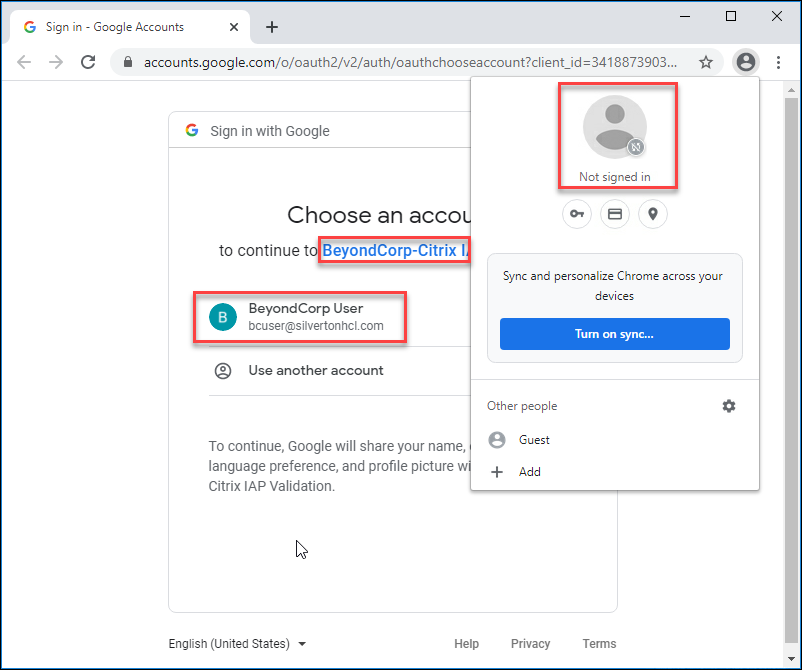 Sign in - Google Accounts
accounts.google.com/o/oauth2/v2/auth/oauthchooseaccount?client_id=3418873903...
Sign in with Google
Choose an accou
to continue to BeyondCorp-Citrix IA
B
BeyondCorp User
bcuser@silvertonhcl.com
Use another account
To continue, Google will share your name,
language preference, and profile picture wi
Citrix IAP Validation.
English (United States)
Help
Privacy
Terms
Not signed in
Sync and personalize Chrome across your
devices
Turn on sync...
Other people
Guest
Add